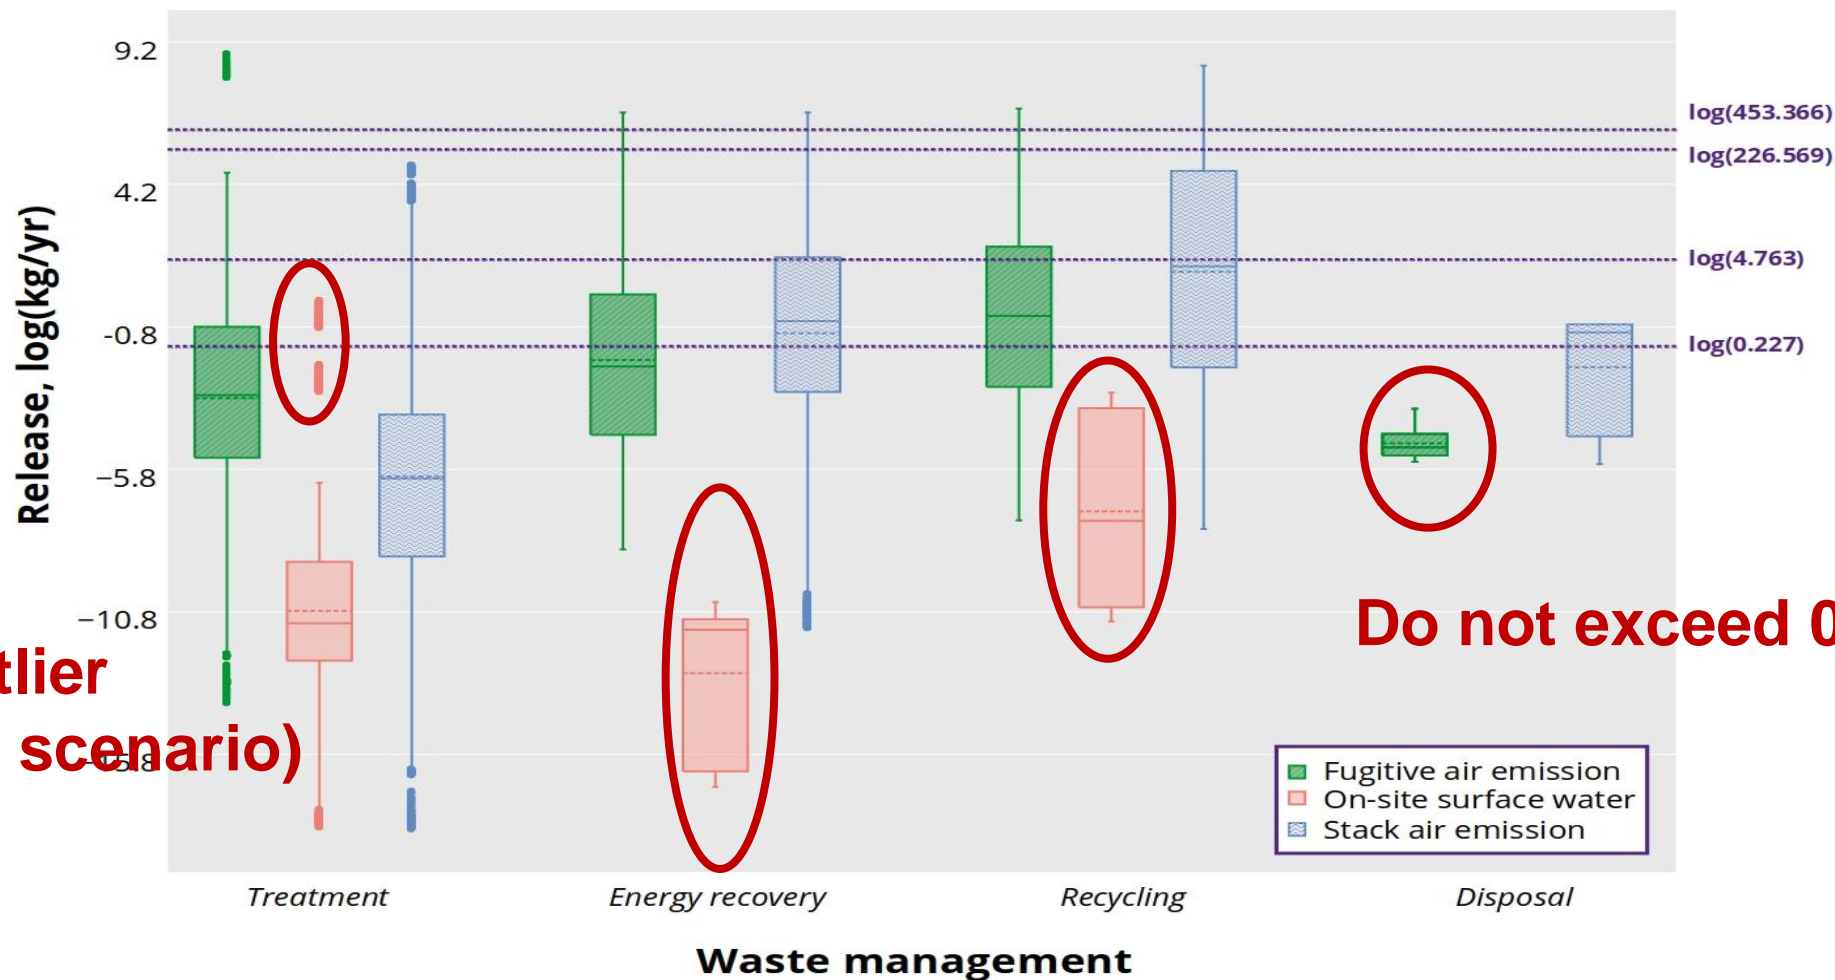 9.2
4.2
-0.8
−5.8
−10.8
Release, log(kg/yr)
log(453.366)
log(226.569)
log(4.763)
log(0.227)
Do not exceed 0
scenario)
Fugitive air emission
On-site surface water
Stack air emission
Treatment
Energy recovery
Recycling
Disposal
Waste management